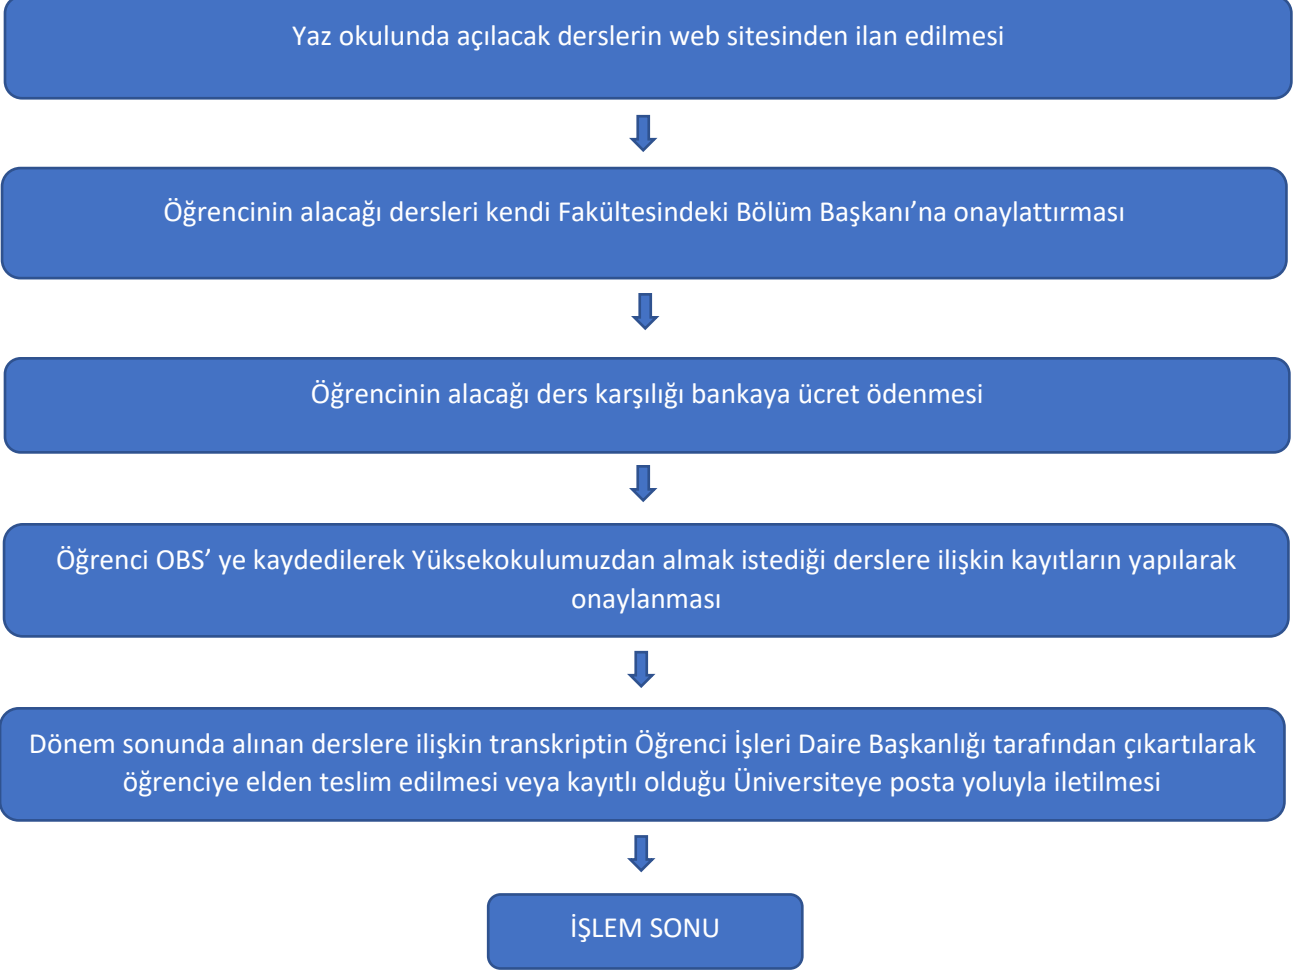 Yaz okulunda açılacak derslerin web sitesinden ilan edilmesi
Öğrencinin alacağı dersleri kendi Fakültesindeki Bölüm Başkanı’na onaylattırması
Öğrencinin alacağı ders karşılığı bankaya ücret ödenmesi
Öğrenci OBS’ ye kaydedilerek Yüksekokulumuzdan almak istediği derslere ilişkin kayıtların yapılarak
onaylanması
Dönem sonunda alınan derslere ilişkin transkriptin Öğrenci İşleri Daire Başkanlığı tarafından çıkartılarak
öğrenciye elden teslim edilmesi veya kayıtlı olduğu Üniversiteye posta yoluyla iletilmesi
İŞLEM SONU